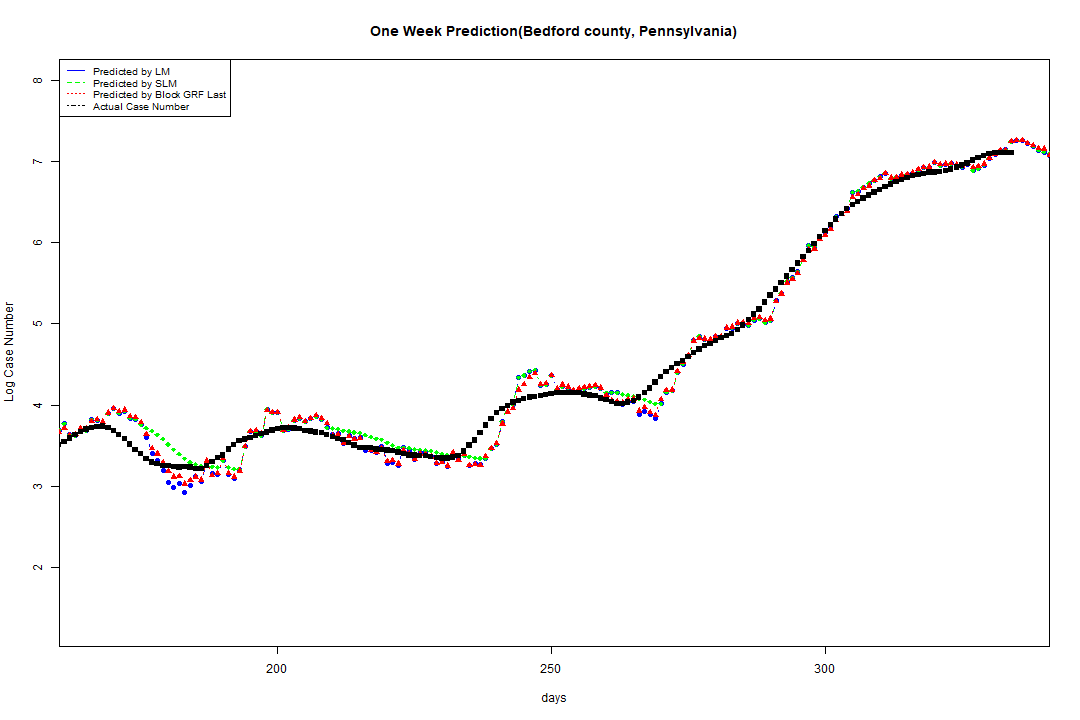 One Week Prediction(Bedford county, Pennsylvania)
Predicted by LM
Predicted by SLM
Predicted by Block GRF Last
Actual Case Number
8
7
6
5
4
3
2
Log Case Number
200
250
300
days